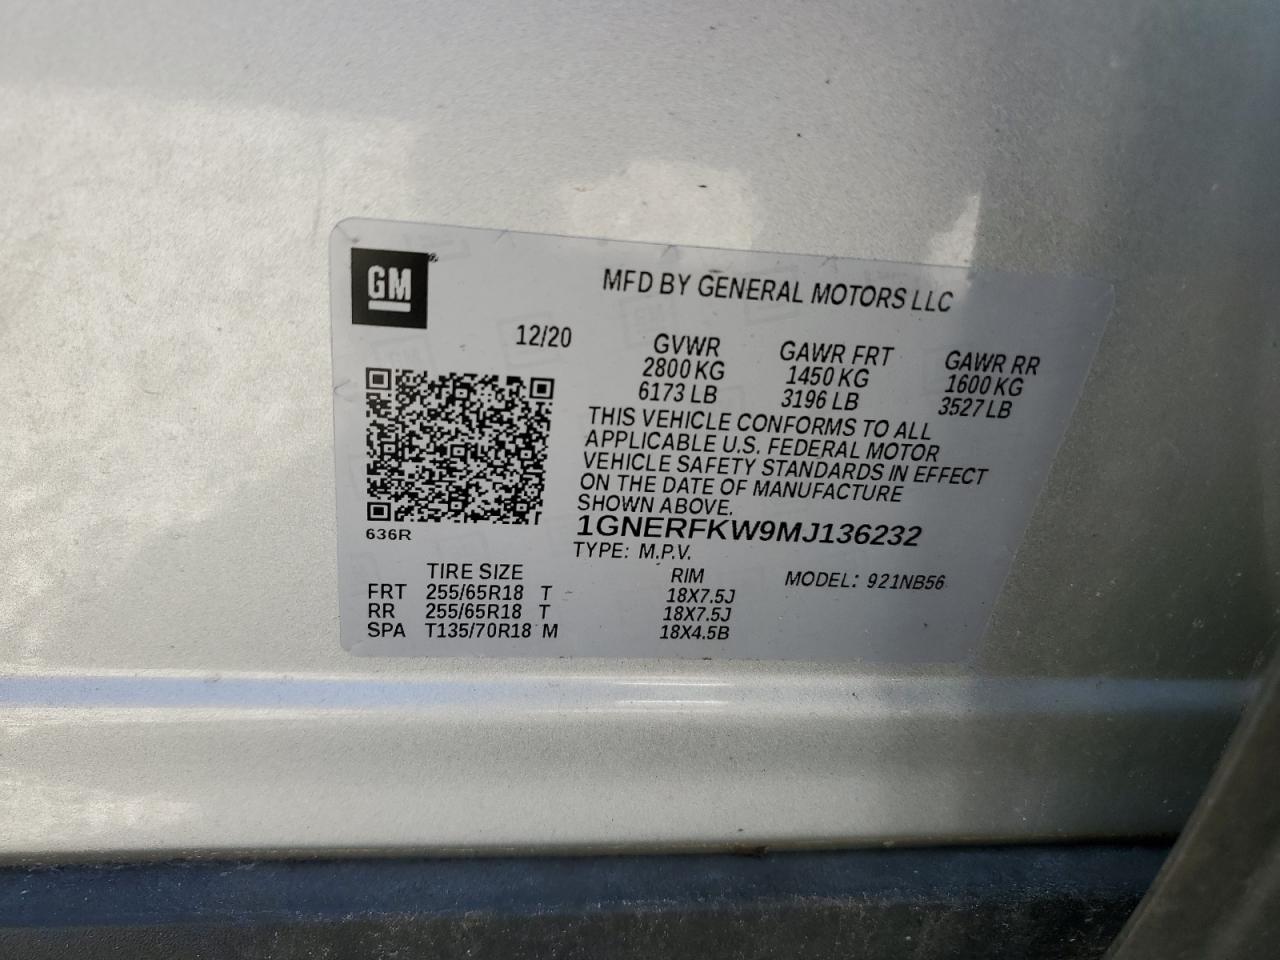 GM
MFD BY GENERAL MOTORS LLC
12/20
GVWR GAWR FRT GAWR RR
2800 KG 1450 KG 1600 KG
6173 LB 3196 LB 3527 LB
THIS VEHICLE CONFORMS TO ALL
APPLICABLE U.S. FEDERAL MOTOR
VEHICLE SAFETY STANDARDS IN EFFECT
ON THE DATE OF MANUFACTURE
SHOWN ABOVE.
1GNERFKW9MJ136232
636R
TYPE: M.P.V.
MODEL: 921NB56
TIRE SIZE RIM
FRT 255/65R18 T 18X7.5J
RR 255/65R18 T 18X7.5J
SPA T135/70R18 M 18X4.5B